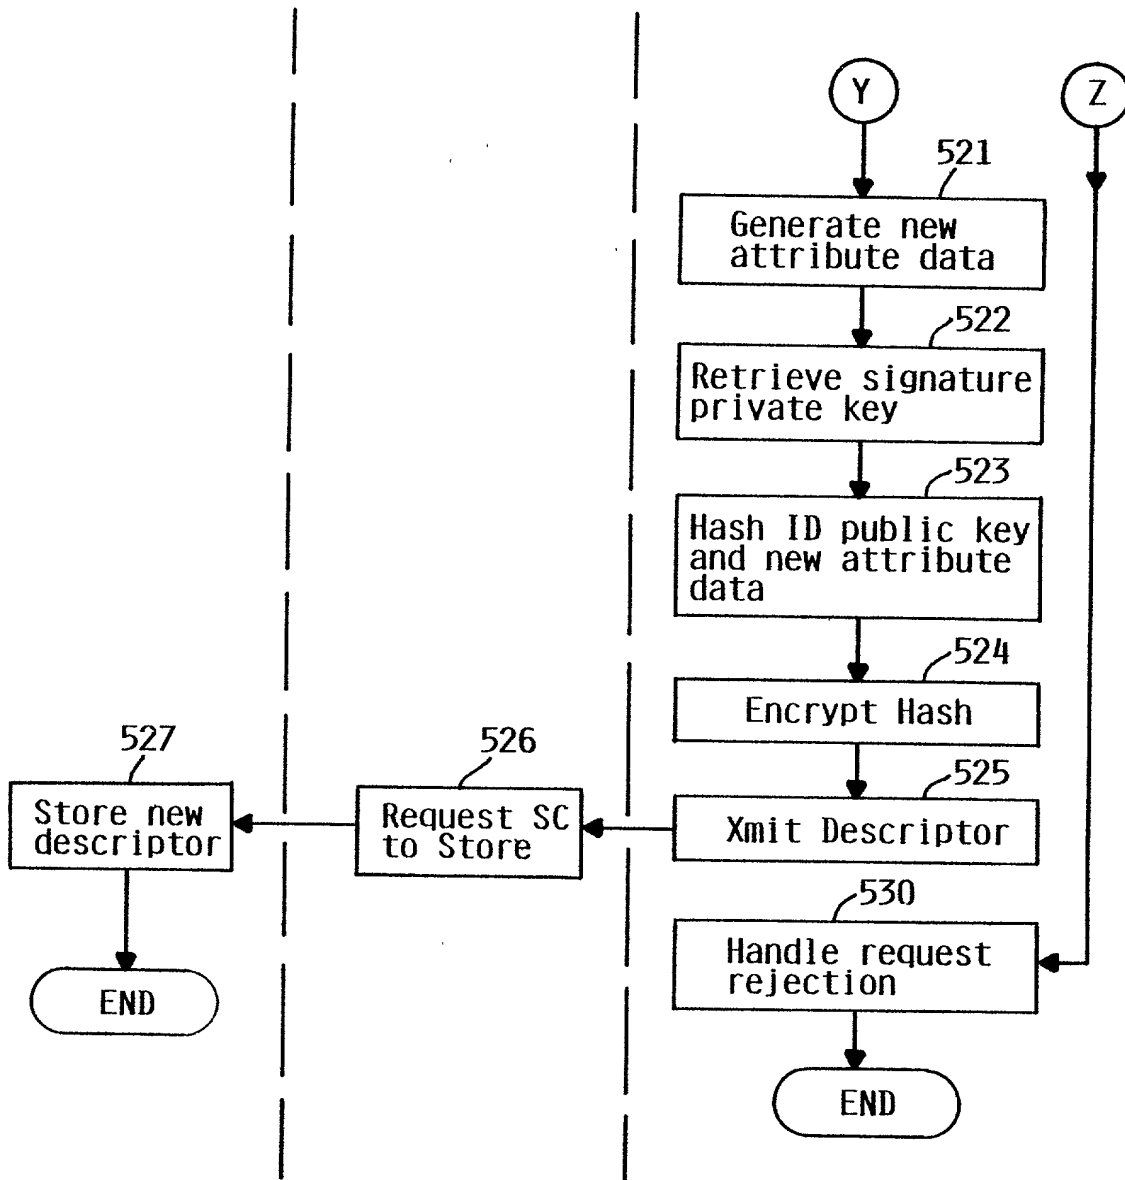 Y
Z
521
Generate new
attribute data
522
Retrieve signature
private key
523
Hash ID public key
and new attribute
data
524
Encrypt Hash
525
Xmit Descriptor
526
Request SC
to Store
527
Store new
descriptor
END
530
Handle request
rejection
END